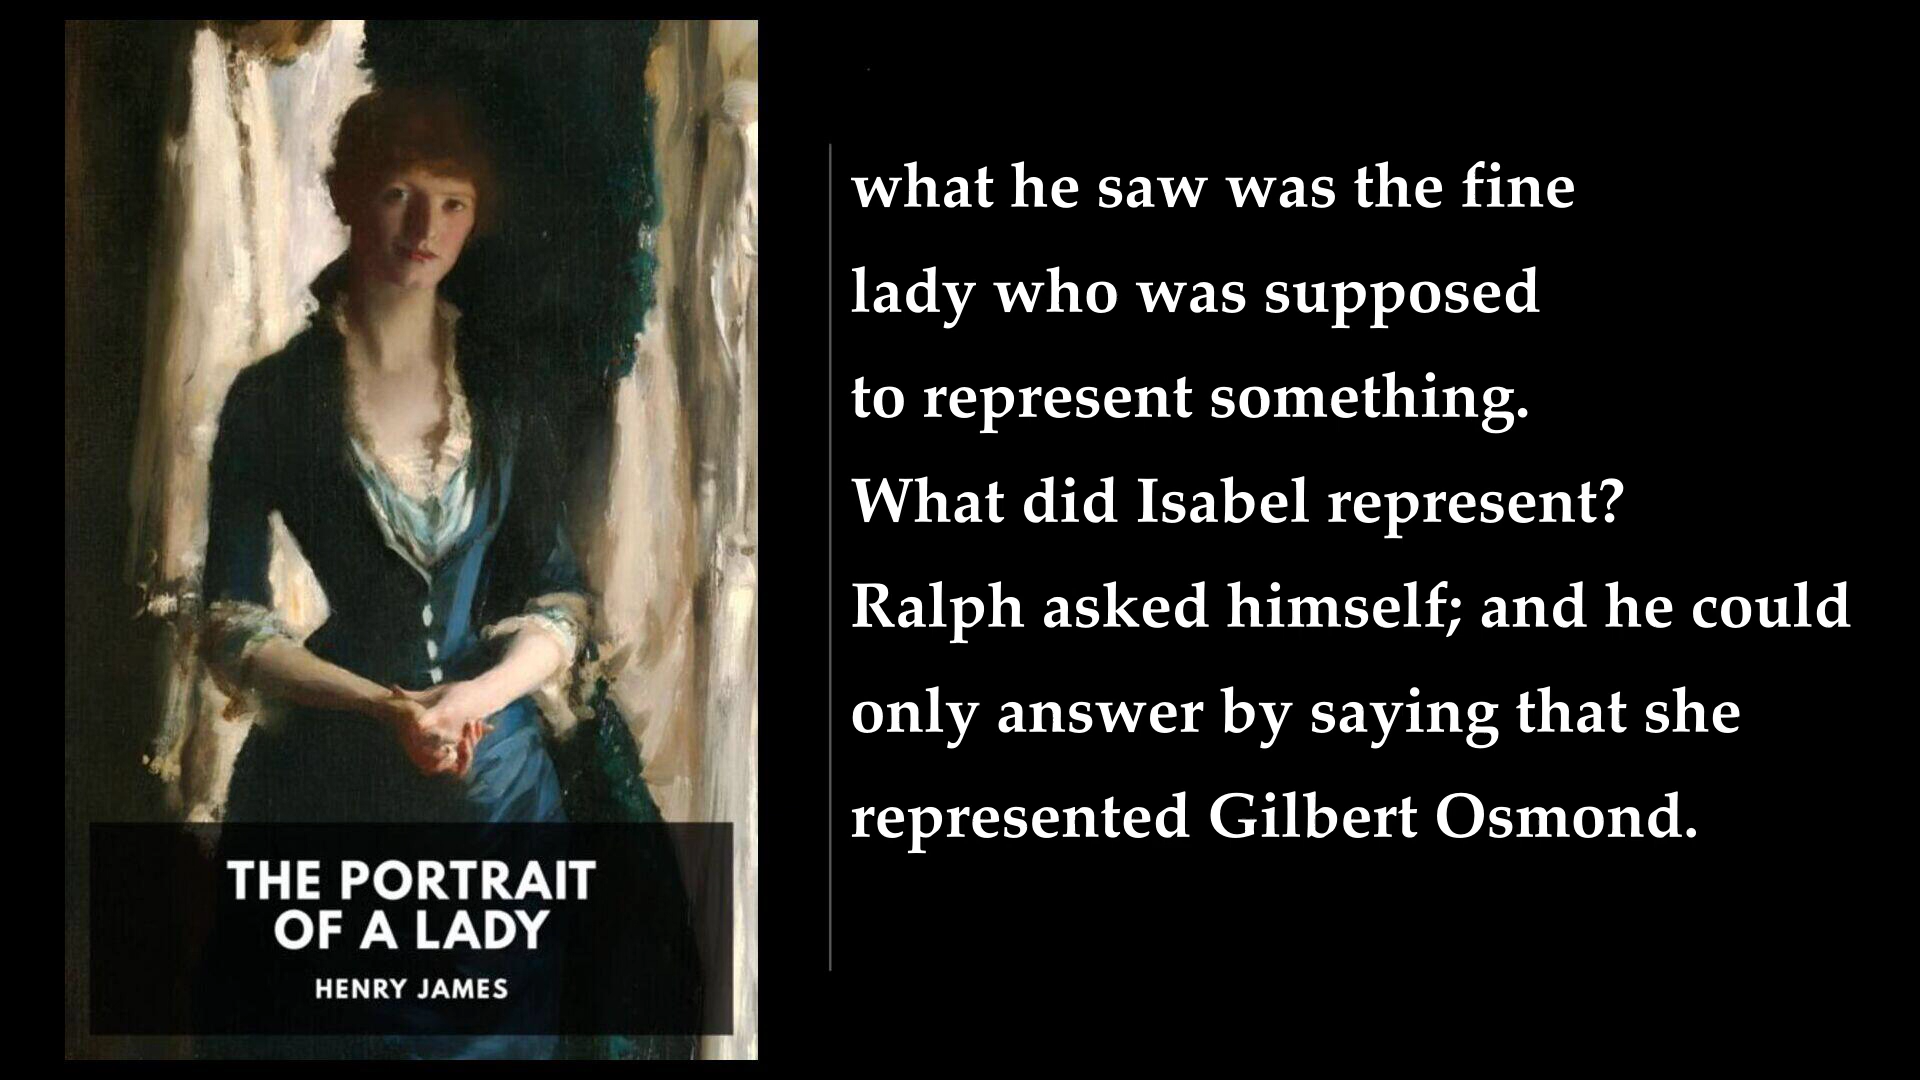 THE PORTRAIT
OF A LADY
HENRY JAMES
what he saw was the fine
lady who was supposed
to represent something.
What did Isabel represent?
Ralph asked himself; and he could
only answer by saying that she
represented Gilbert Osmond.